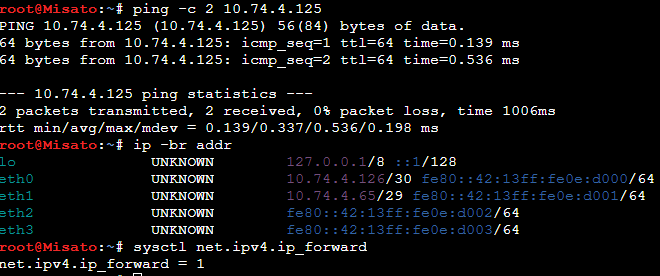 root@Misato:~# ping -c 2 10.74.4.125
PING 10.74.4.125 (10.74.4.125) 56(84) bytes of data.
64 bytes from 10.74.4.125: icmp_seq=1 ttl=64 time=0.139 ms
64 bytes from 10.74.4.125: icmp_seq=2 ttl=64 time=0.536 ms
--- 10.74.4.125 ping statistics ---
2 packets transmitted, 2 received, 0% packet loss, time 1006ms
rtt min/avg/max/mdev = 0.139/0.337/0.536/0.198 ms
root@Misato:~# ip -br addr
lo UNKNOWN 127.0.0.1/8 ::1/128
eth0 UNKNOWN 10.74.4.126/30 fe80::42:13ff:fe0e:d000/64
eth1 UNKNOWN 10.74.4.65/29 fe80::42:13ff:fe0e:d001/64
eth2 UNKNOWN fe80::42:13ff:fe0e:d002/64
eth3 UNKNOWN fe80::42:13ff:fe0e:d003/64
root@Misato:~# sysctl net.ipv4.ip_forward
net.ipv4.ip_forward = 1